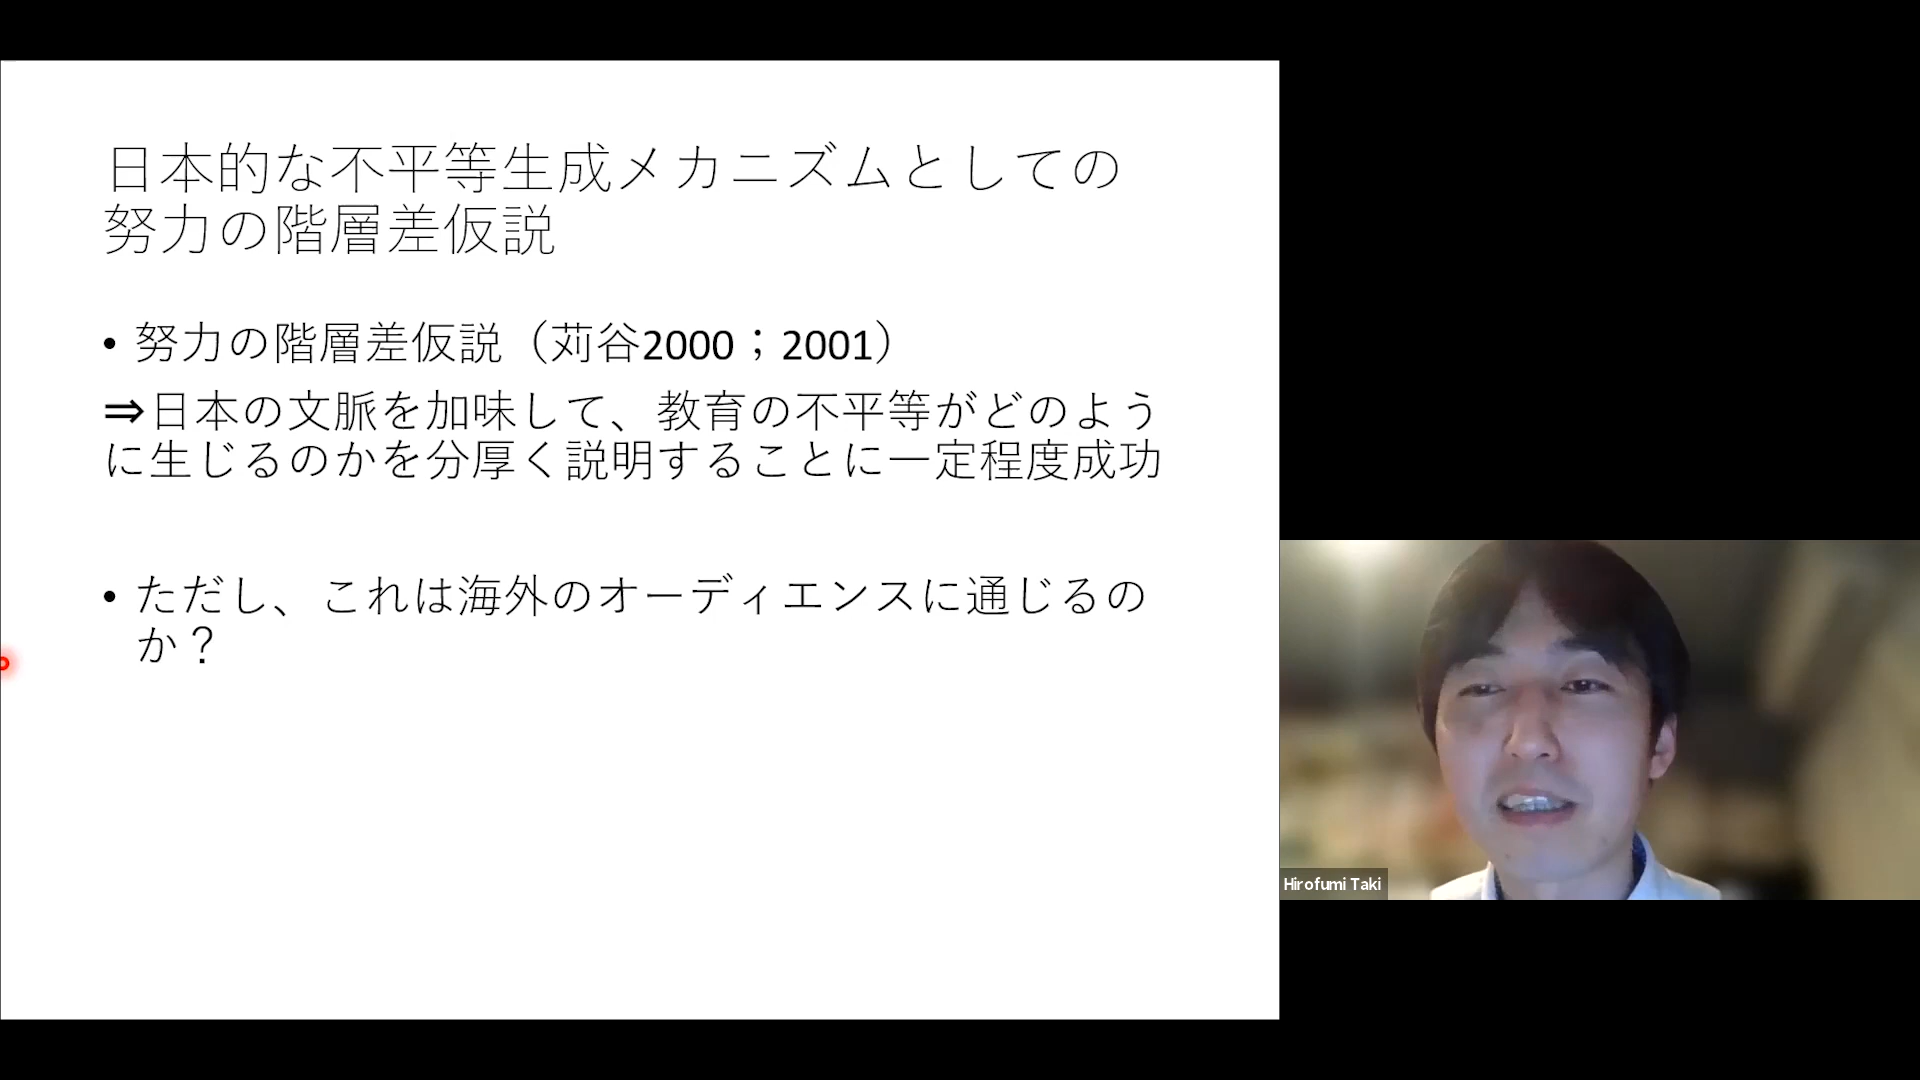 日本的な不平等生成メカニズムとしての
努力の階層差仮説
• 努力の階層差仮説（苅谷2000；2001）
⇒日本の文脈を加味して、教育の不平等がどのよう
に生じるのかを分厚く説明することに一定程度成功
• ただし、これは海外のオーディエンスに通じるの
か？
Hirofumi Taki